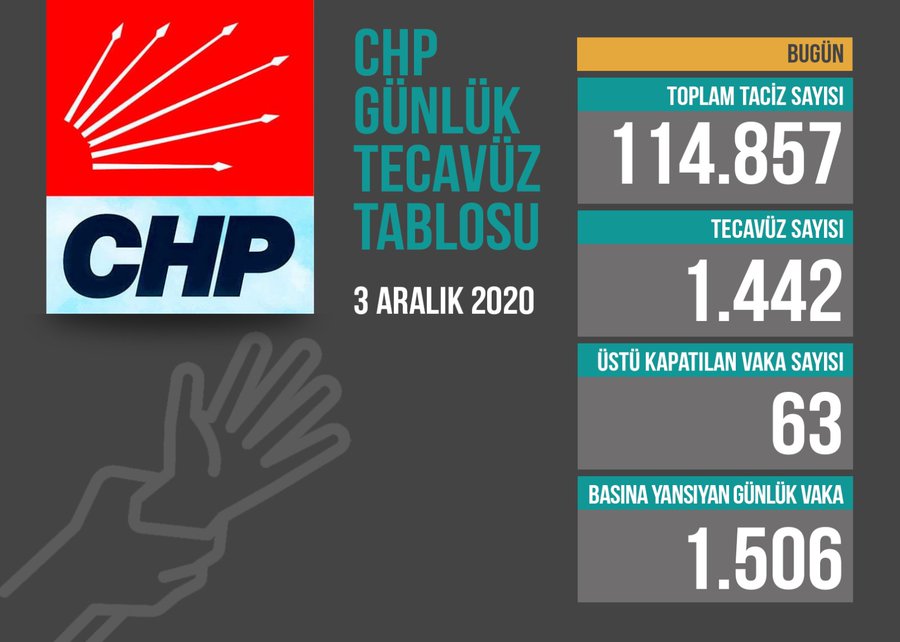 CHP
CHP
GÜNLÜK
TECAVÜZ
TABLOSU
3 ARALIK 2020
BUGÜN
TOPLAM TACİZ SAYISI
114.857
TECAVÜZ SAYISI
1.442
ÜSTÜ KAPATILAN VAKA SAYISI
63
BASINA YANSIYAN GÜNLÜK VAKA
1.506